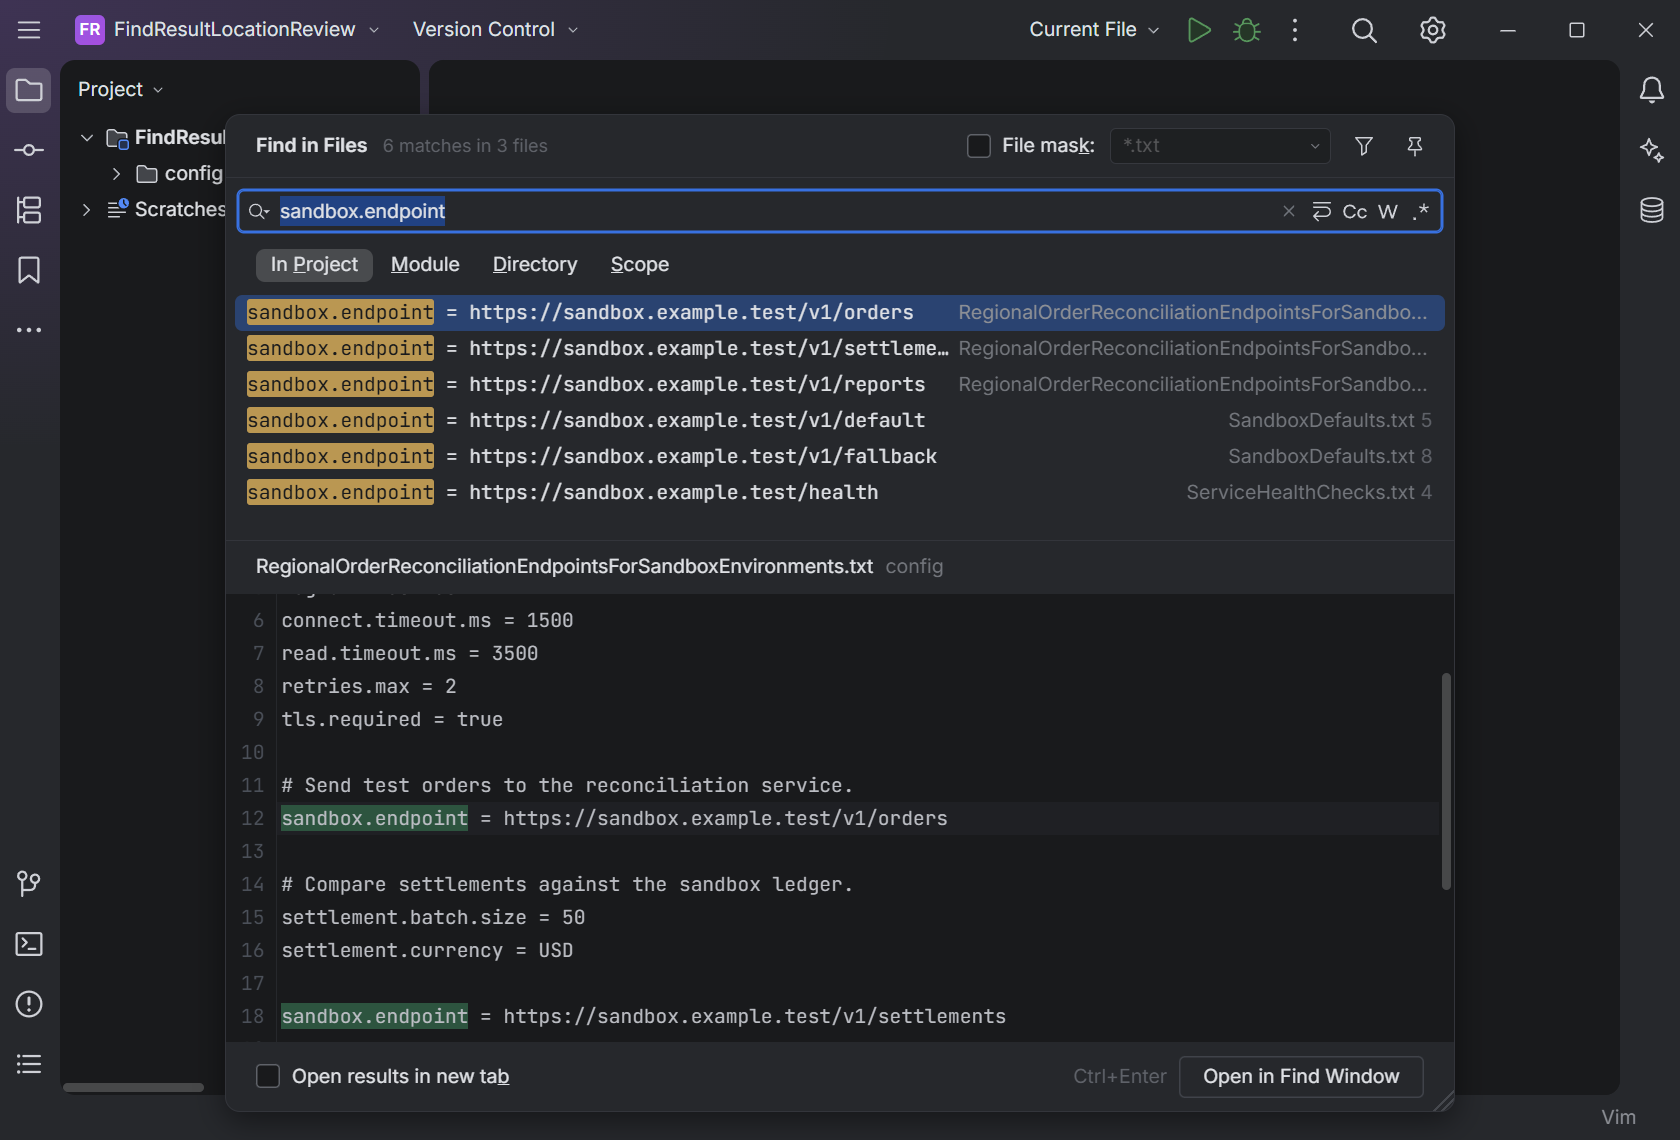 FR FindResultLocationReview Version Control Current File
Project
FindResul
config
Scratches
Find in Files 6 matches in 3 files File mask: *.txt
sandbox.endpoint Cc W .*
In Project Module Directory Scope
sandbox.endpoint = https://sandbox.example.test/v1/orders RegionalOrderReconciliationEndpointsForSandbo...
sandbox.endpoint = https://sandbox.example.test/v1/settleme... RegionalOrderReconciliationEndpointsForSandbo...
sandbox.endpoint = https://sandbox.example.test/v1/reports RegionalOrderReconciliationEndpointsForSandbo...
sandbox.endpoint = https://sandbox.example.test/v1/default SandboxDefaults.txt 5
sandbox.endpoint = https://sandbox.example.test/v1/fallback SandboxDefaults.txt 8
sandbox.endpoint = https://sandbox.example.test/health ServiceHealthChecks.txt 4
RegionalOrderReconciliationEndpointsForSandboxEnvironments.txt config
6 connect.timeout.ms = 1500
7 read.timeout.ms = 3500
8 retries.max = 2
9 tls.required = true
10
11 # Send test orders to the reconciliation service.
12 sandbox.endpoint = https://sandbox.example.test/v1/orders
13
14 # Compare settlements against the sandbox ledger.
15 settlement.batch.size = 50
16 settlement.currency = USD
17
18 sandbox.endpoint = https://sandbox.example.test/v1/settlements
Open results in new tab Ctrl+Enter Open in Find Window
Vim